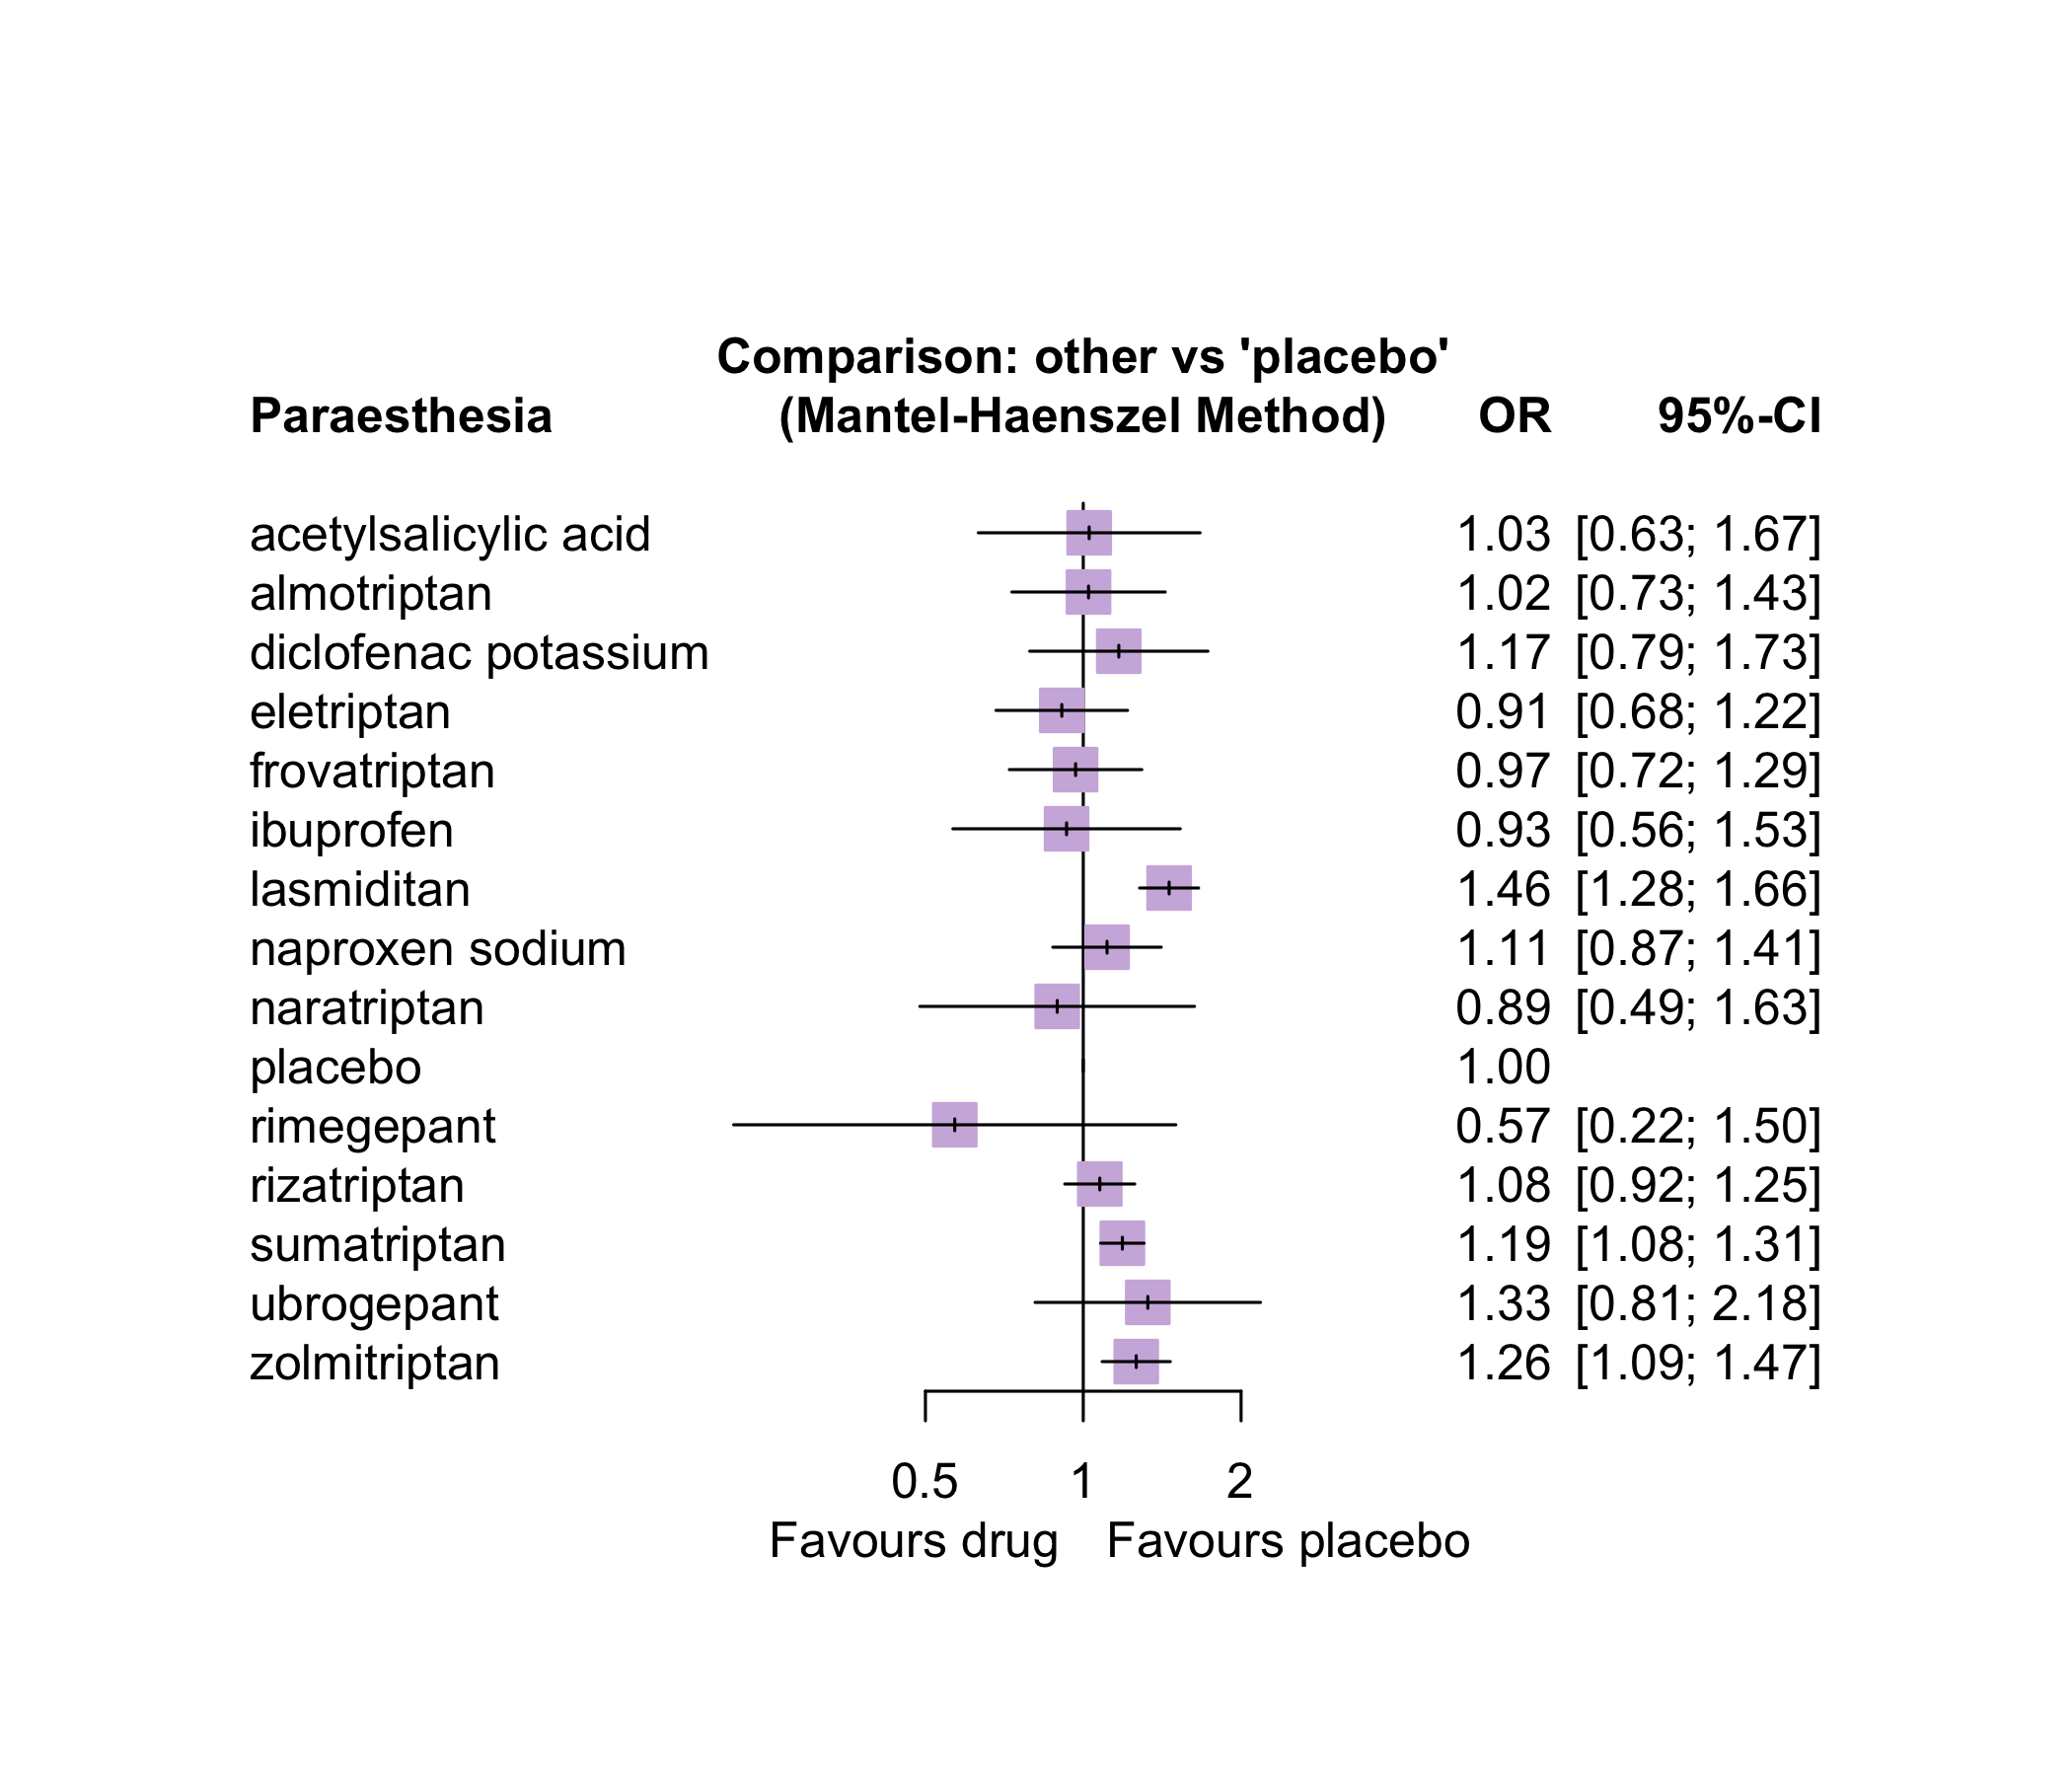 Comparison: other vs 'placebo'
Paraesthesia (Mantel-Haenszel Method) OR 95%-CI
acetylsalicylic acid 1.03 [0.63; 1.67]
almotriptan 1.02 [0.73; 1.43]
diclofenac potassium 1.17 [0.79; 1.73]
eletriptan 0.91 [0.68; 1.22]
frovatriptan 0.97 [0.72; 1.29]
ibuprofen 0.93 [0.56; 1.53]
lasmiditan 1.46 [1.28; 1.66]
naproxen sodium 1.11 [0.87; 1.41]
naratriptan 0.89 [0.49; 1.63]
placebo 1.00
rimegepant 0.57 [0.22; 1.50]
rizatriptan 1.08 [0.92; 1.25]
sumatriptan 1.19 [1.08; 1.31]
ubrogepant 1.33 [0.81; 2.18]
zolmitriptan 1.26 [1.09; 1.47]
0.5 1 2
Favours drug Favours placebo